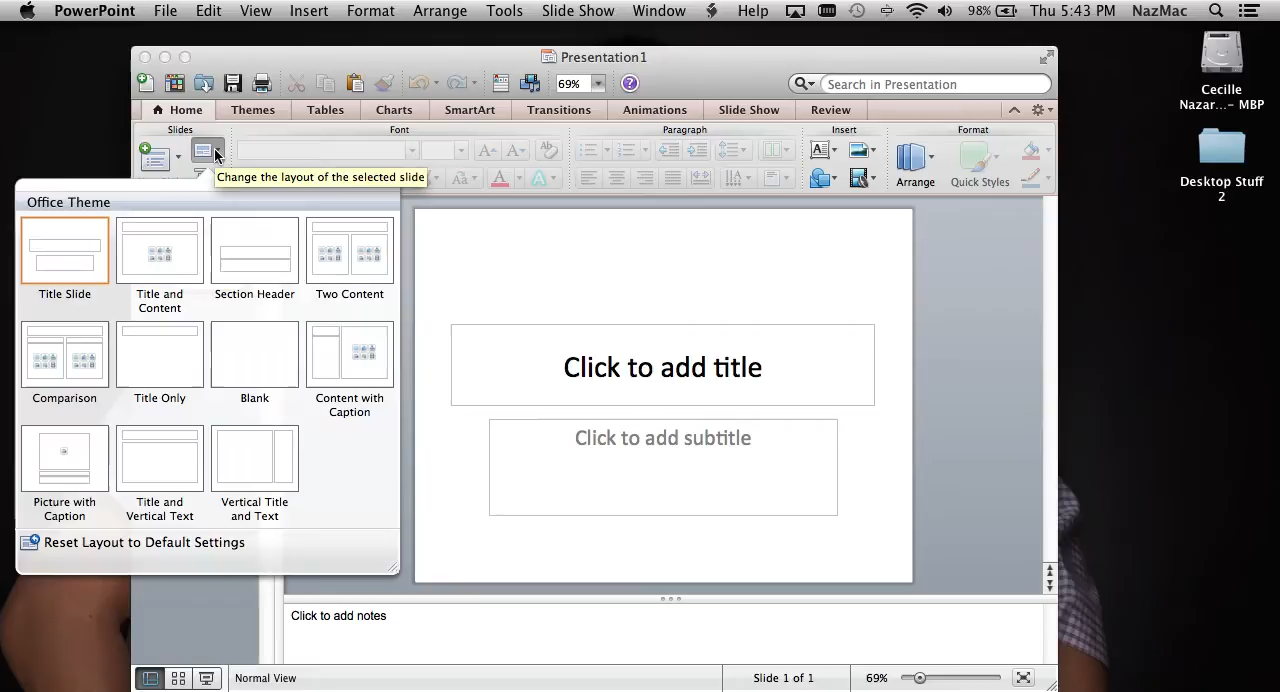 PowerPoint File Edit View Insert Format Arrange Tools Slide Show Window Help 98% Thu 5:43 PM NazMac
Presentation1
69% Search in Presentation
Home Themes Tables Charts SmartArt Transitions Animations Slide Show Review
Slides Font Paragraph Insert Format
Aa A A Arrange Quick Styles
Change the layout of the selected slide
Office Theme
Title Slide
Title and
Content
Section Header
Two Content
Comparison
Title Only
Blank
Content with
Caption
Picture with
Caption
Title and
Vertical Text
Vertical Title
and Text
Reset Layout to Default Settings
Click to add title
Click to add subtitle
Click to add notes
Normal View Slide 1 of 1 69%
Cecille
Nazar...– MBP
Desktop Stuff
2